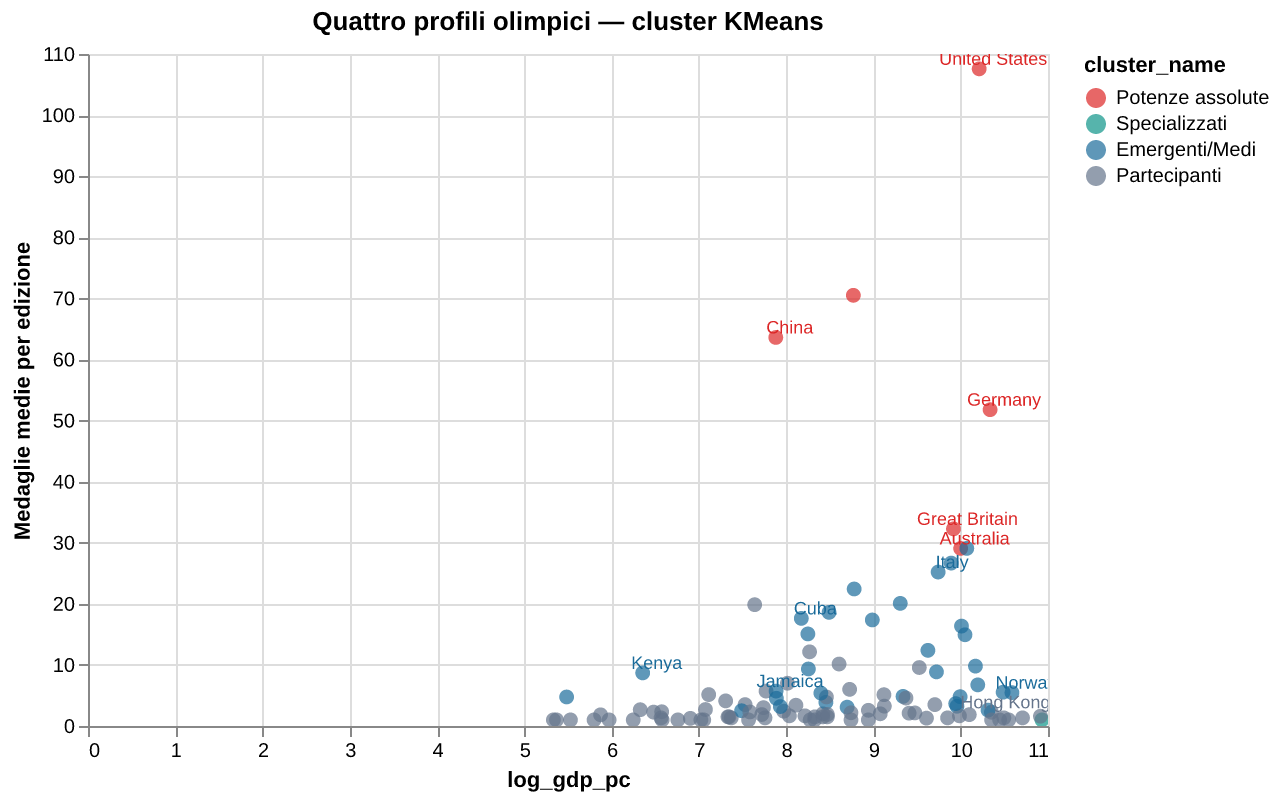 Quattro profili olimpici — cluster KMeans
cluster_name
Potenze assolute
Specializzati
Emergenti/Medi
Partecipanti
Medaglie medie per edizione
110
100
90
80
70
60
50
40
30
20
10
0
United States
China
Germany
Great Britain
Australia
Italy
Cuba
Kenya
Jamaica
Norwa
Hong Kong
0 1 2 3 4 5 6 7 8 9 10 11
log_gdp_pc